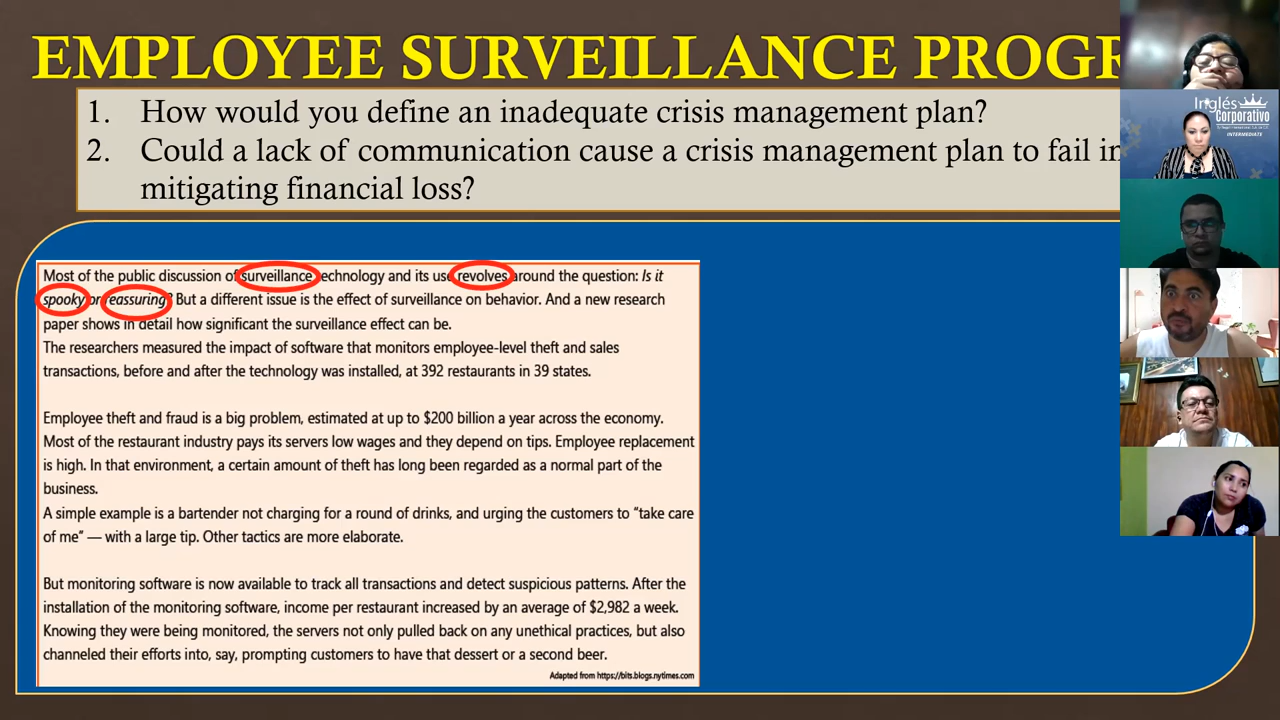 EMPLOYEE SURVEILLANCE PROGR
1. How would you define an inadequate crisis management plan?
2. Could a lack of communication cause a crisis management plan to fail in
mitigating financial loss?
Inglés
Corporativo
INTERMEDIATE
Most of the public discussion of surveillance technology and its use revolves around the question: Is it
spooky or reassuring? But a different issue is the effect of surveillance on behavior. And a new research
paper shows in detail how significant the surveillance effect can be.
The researchers measured the impact of software that monitors employee-level theft and sales
transactions, before and after the technology was installed, at 392 restaurants in 39 states.
Employee theft and fraud is a big problem, estimated at up to $200 billion a year across the economy.
Most of the restaurant industry pays its servers low wages and they depend on tips. Employee replacement
is high. In that environment, a certain amount of theft has long been regarded as a normal part of the
business.
A simple example is a bartender not charging for a round of drinks, and urging the customers to “take care
of me” — with a large tip. Other tactics are more elaborate.
But monitoring software is now available to track all transactions and detect suspicious patterns. After the
installation of the monitoring software, income per restaurant increased by an average of $2,982 a week.
Knowing they were being monitored, the servers not only pulled back on any unethical practices, but also
channeled their efforts into, say, prompting customers to have that dessert or a second beer.
Adapted from https://bits.blogs.nytimes.com